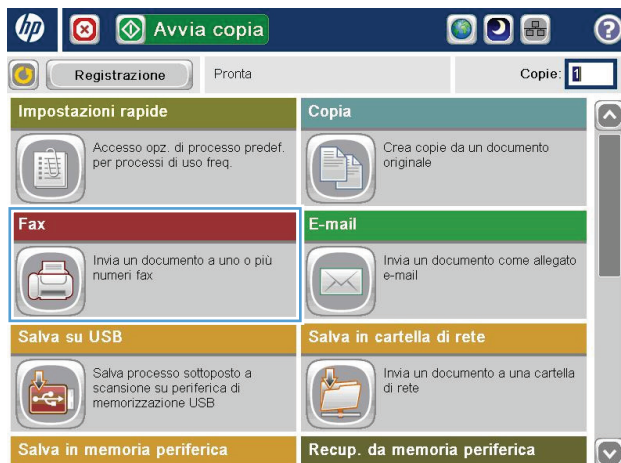 hp
Avvia copia
?
Registrazione
Pronta
Copie: 1
Impostazioni rapide
Copia
Accesso opz. di processo predef.
per processi di uso freq.
Crea copie da un documento
originale
Fax
E-mail
Invia un documento a uno o più
numeri fax
Invia un documento come allegato
e-mail
Salva su USB
Salva in cartella di rete
Salva processo sottoposto a
scansione su periferica di
memorizzazione USB
Invia un documento a una cartella
di rete
Salva in memoria periferica
Recup. da memoria periferica